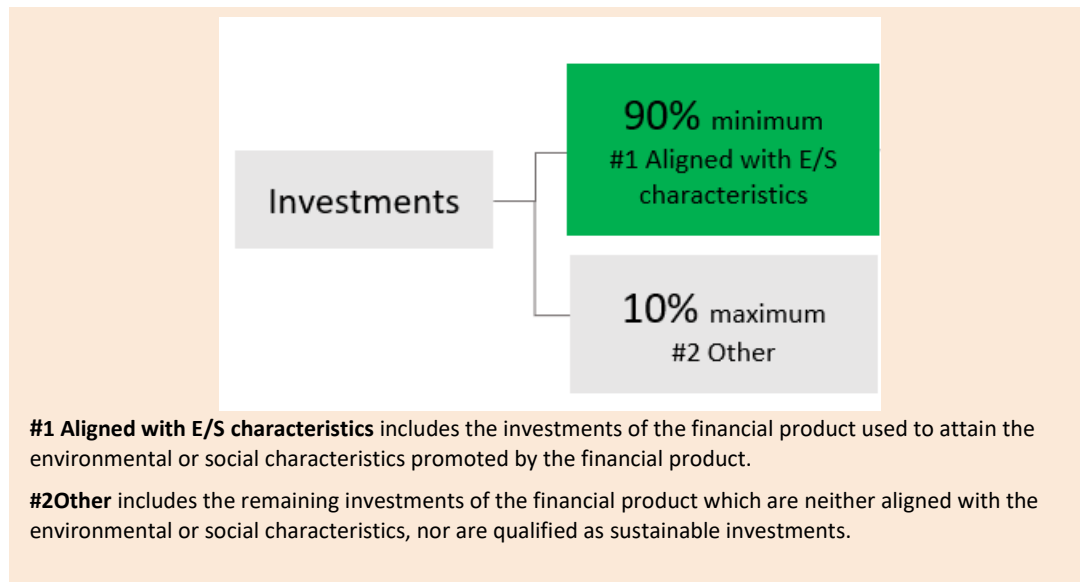 90% minimum
#1 Aligned with E/S
characteristics
Investments
10% maximum
#2 Other
#1 Aligned with E/S characteristics includes the investments of the financial product used to attain the
environmental or social characteristics promoted by the financial product.
#2Other includes the remaining investments of the financial product which are neither aligned with the
environmental or social characteristics, nor are qualified as sustainable investments.